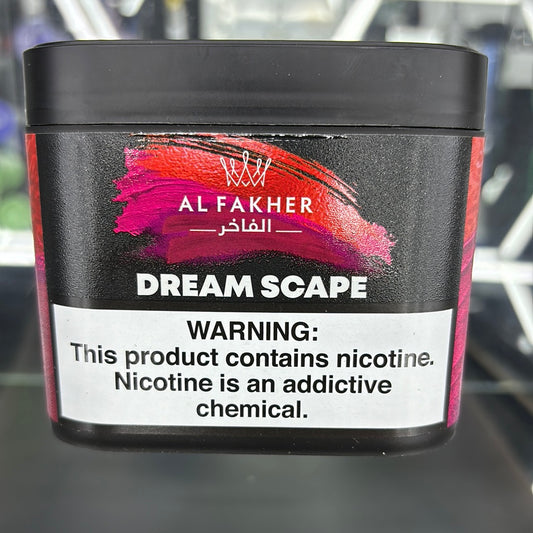 AL FAKHER
الفاخر
DREAM SCAPE
WARNING:
This product contains nicotine.
Nicotine is an addictive
chemical.